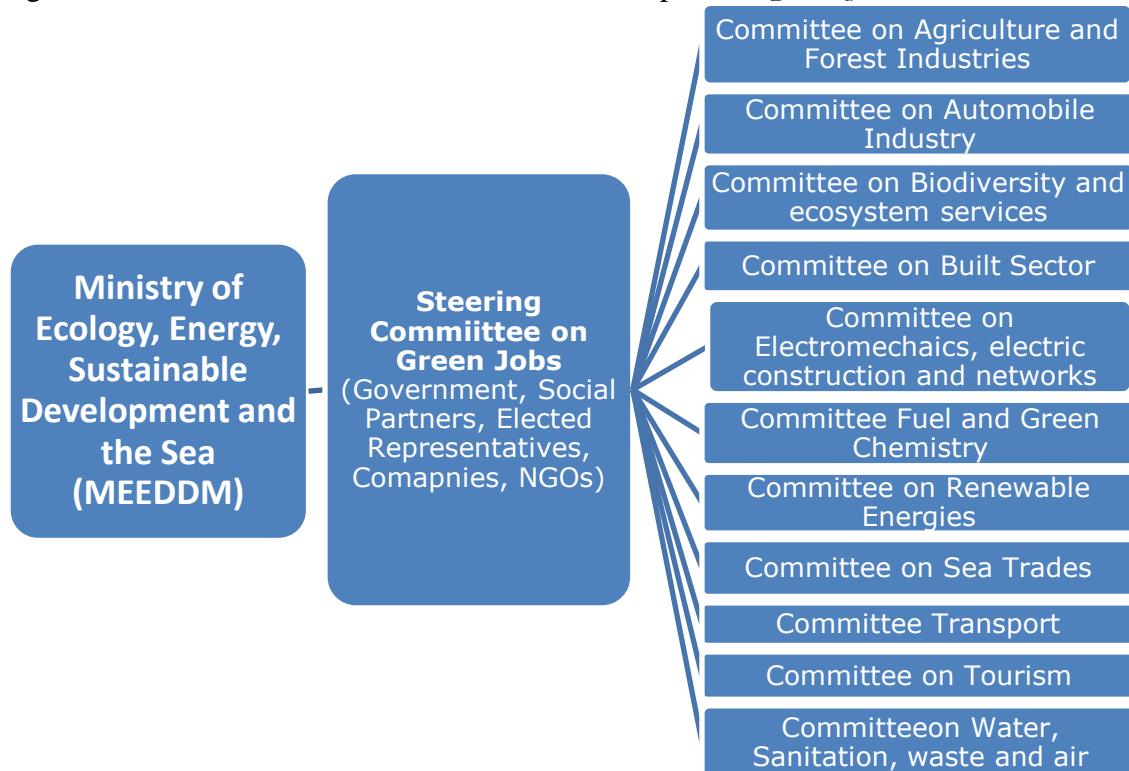 Ministry of
Ecology, Energy,
Sustainable
Development and
the Sea
(MEEDDM)
Steering
Commiittee on
Green Jobs
(Government, Social
Partners, Elected
Representatives,
Comapnies, NGOs)
Committee on Agriculture and
Forest Industries
Committee on Automobile
Industry
Committee on Biodiversity and
ecosystem services
Committee on Built Sector
Committee on
Electromechaics, electric
construction and networks
Committee Fuel and Green
Chemistry
Committee on Renewable
Energies
Committee on Sea Trades
Committee Transport
Committee on Tourism
Committeeon Water,
Sanitation, waste and air